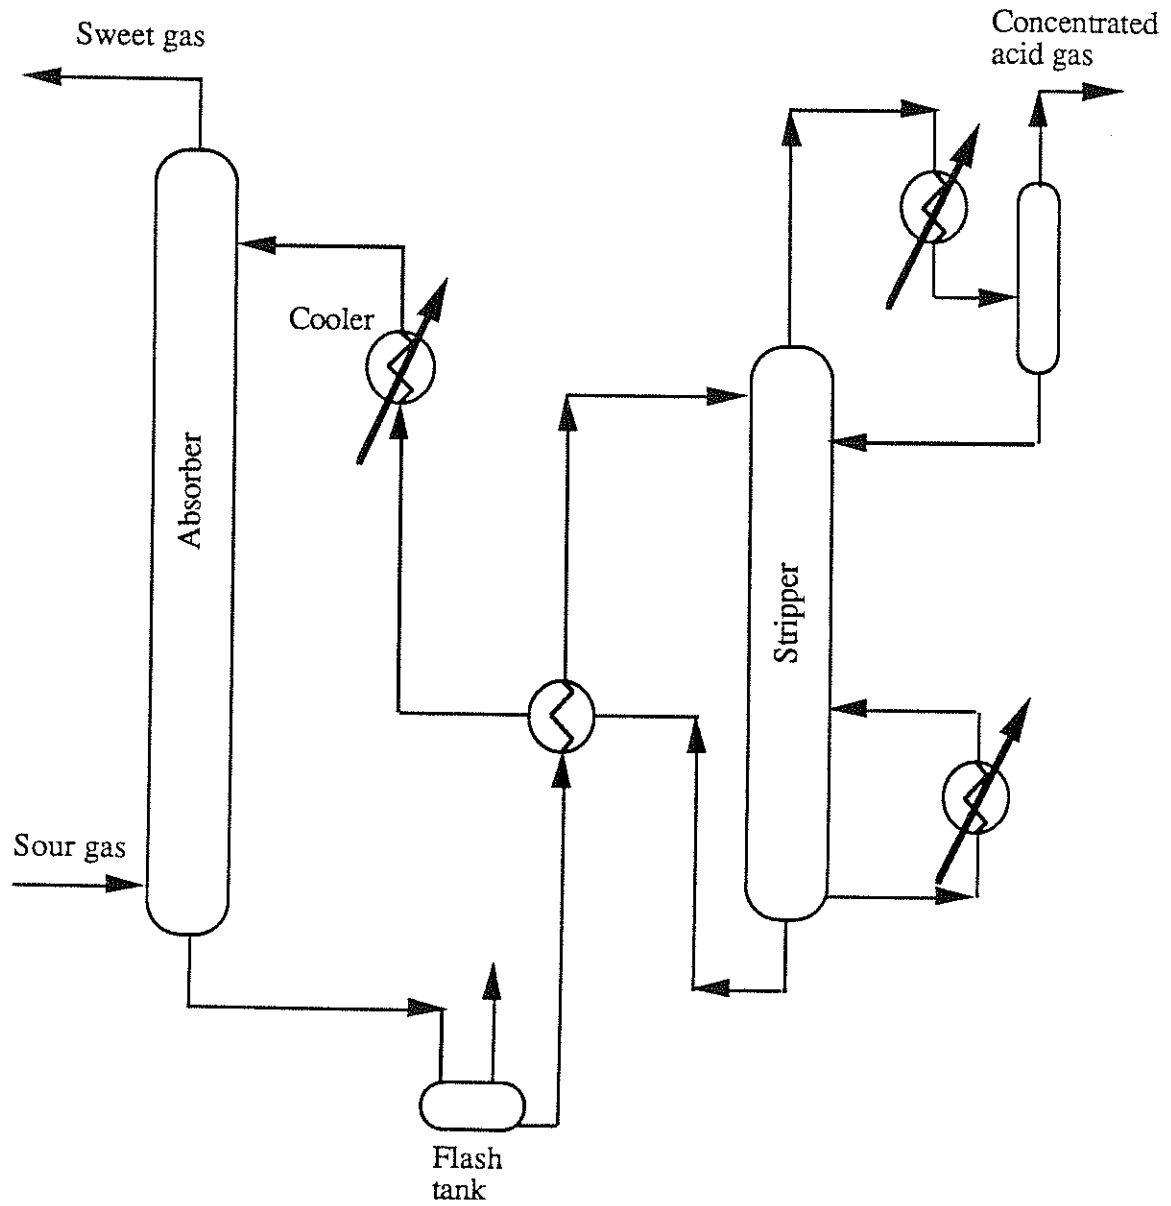 Sweet gas
Concentrated
acid gas
Cooler
Absorber
Stripper
Sour gas
Flash
tank